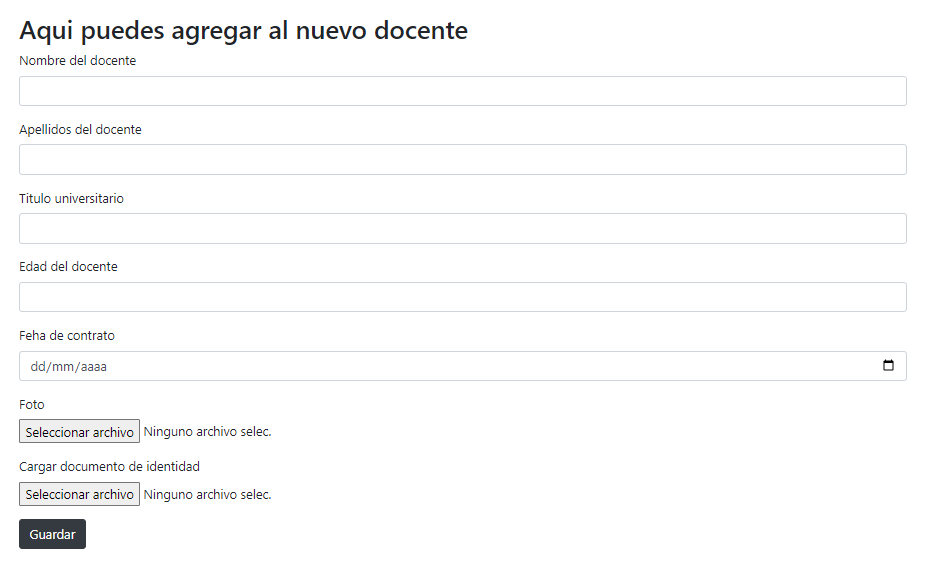 Aqui puedes agregar al nuevo docente
Nombre del docente
Apellidos del docente
Titulo universitario
Edad del docente
Feha de contrato
dd/mm/aaaa
Foto
Seleccionar archivo Ninguno archivo selec.
Cargar documento de identidad
Seleccionar archivo Ninguno archivo selec.
Guardar